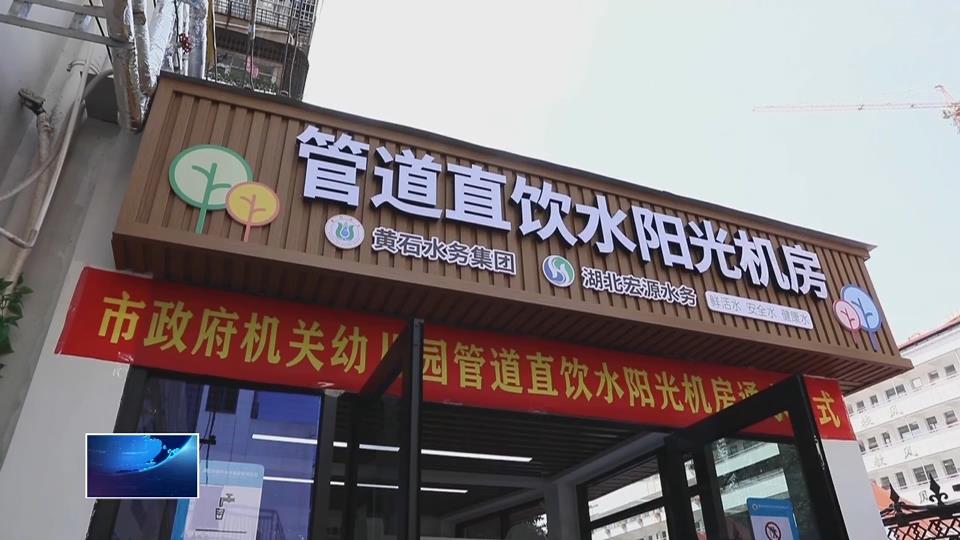 管道直饮水阳光机房
黄石水务集团 湖北宏源水务 鲜活水 安全水 健康水
市政府机关幼儿园管道直饮水阳光机房通 式